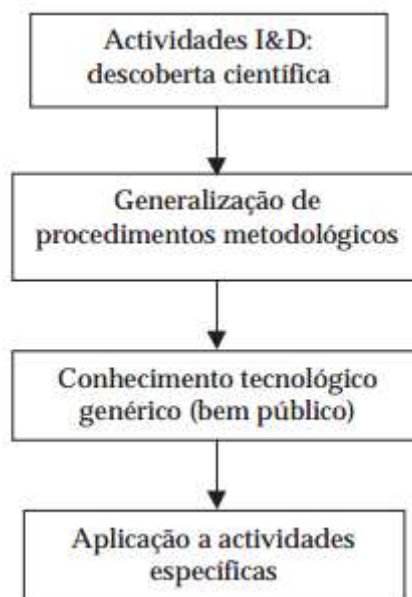 Actividades I&D:
descoberta científica
Generalização de
procedimentos metodológicos
Conhecimento tecnológico
genérico (bem público)
Aplicação a actividades
específicas